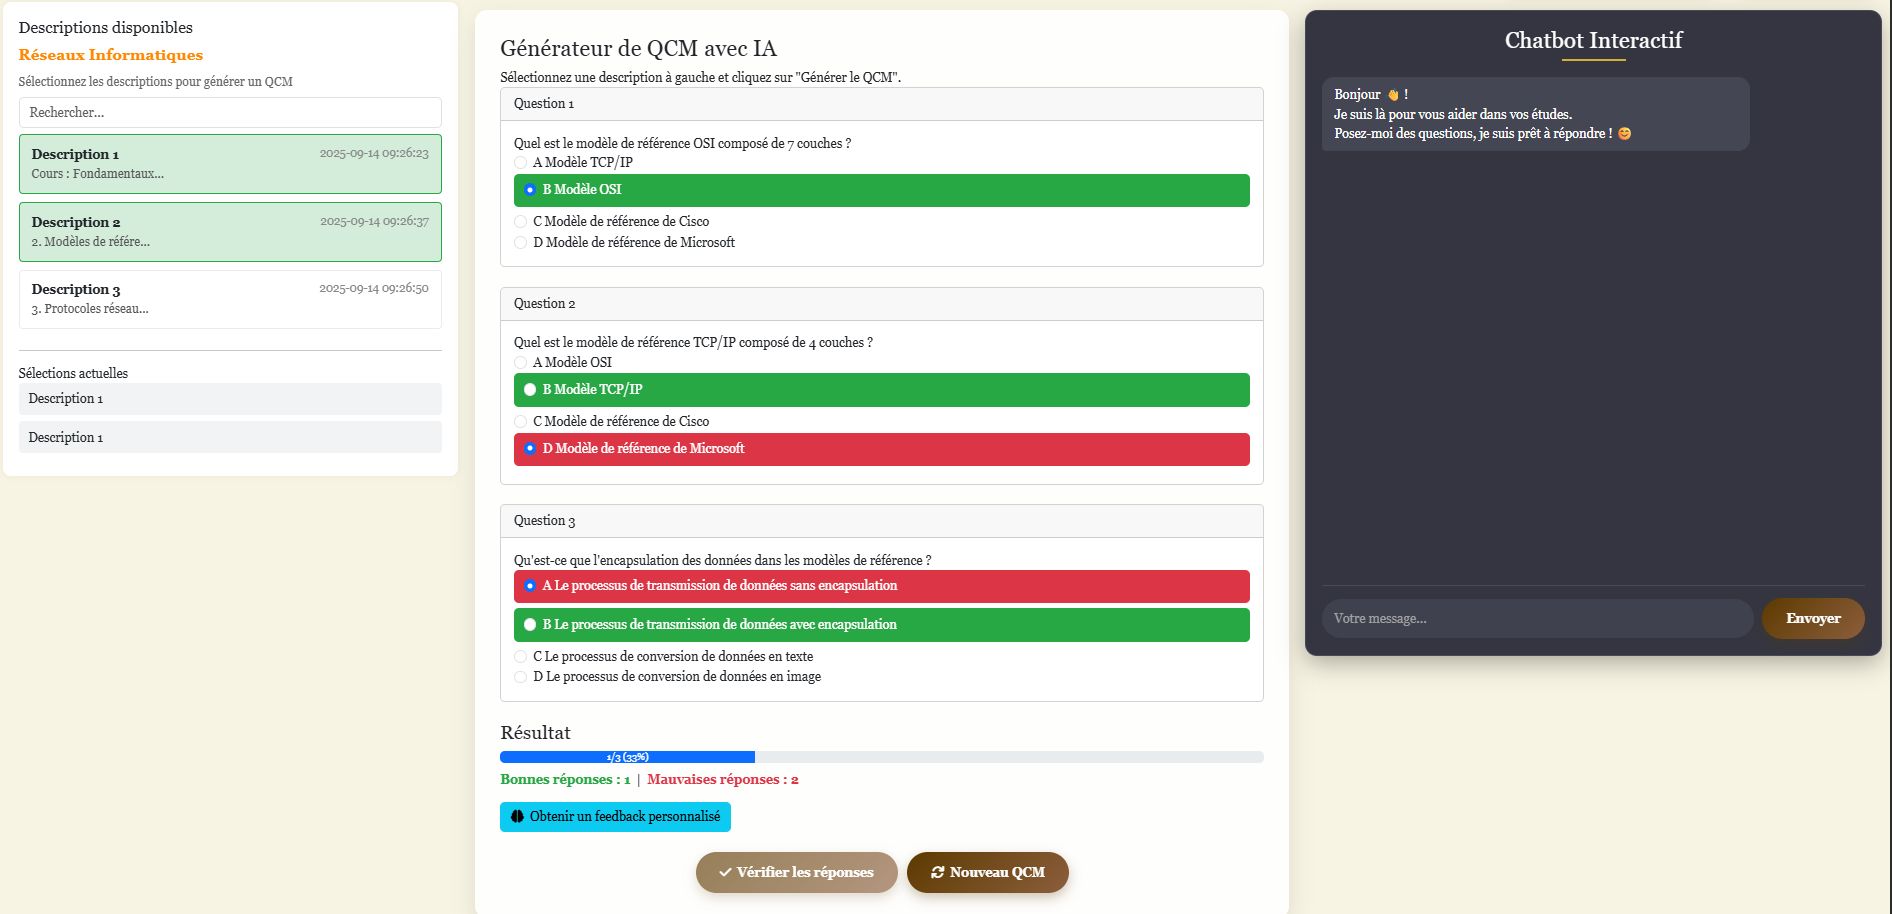 Descriptions disponibles
Réseaux Informatiques
Sélectionnez les descriptions pour générer un QCM
Rechercher...
Description 1 2025-09-14 09:26:23
Cours : Fondamentaux...
Description 2 2025-09-14 09:26:37
2. Modèles de référe...
Description 3 2025-09-14 09:26:50
3. Protocoles réseau...
Sélections actuelles
Description 1
Description 1
Générateur de QCM avec IA
Sélectionnez une description à gauche et cliquez sur "Générer le QCM".
Question 1
Quel est le modèle de référence OSI composé de 7 couches ?
A Modèle TCP/IP
B Modèle OSI
C Modèle de référence de Cisco
D Modèle de référence de Microsoft
Question 2
Quel est le modèle de référence TCP/IP composé de 4 couches ?
A Modèle OSI
B Modèle TCP/IP
C Modèle de référence de Cisco
D Modèle de référence de Microsoft
Question 3
Qu'est-ce que l'encapsulation des données dans les modèles de référence ?
A Le processus de transmission de données sans encapsulation
B Le processus de transmission de données avec encapsulation
C Le processus de conversion de données en texte
D Le processus de conversion de données en image
Résultat
1/3 (33%)
Bonnes réponses : 1 | Mauvaises réponses : 2
Obtenir un feedback personnalisé
Vérifier les réponses
Nouveau QCM
Chatbot Interactif
Bonjour 👋 !
Je suis là pour vous aider dans vos études.
Posez-moi des questions, je suis prêt à répondre ! 😊
Votre message...
Envoyer